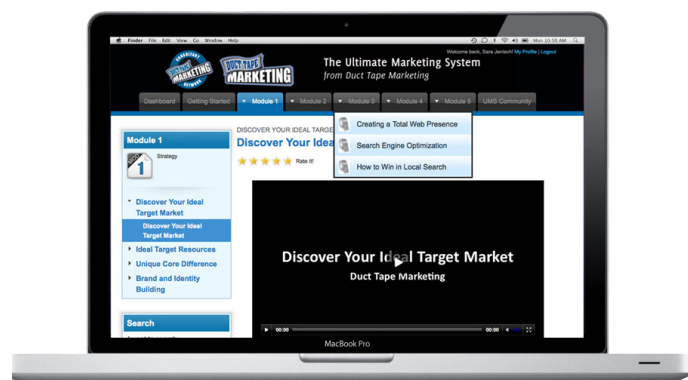 Finder File Edit View Go Window Help
Mon 10:50 AM
Welcome back, Sara Jantsch! My Profile | Logout
DUCT TAPE
MARKETING
NETWORK
DUCT TAPE
MARKETING
The Ultimate Marketing System
from Duct Tape Marketing
Dashboard Getting Started Module 1 Module 2 Module 3 Module 4 Module 5 UMS Community
Creating a Total Web Presence
Search Engine Optimization
How to Win in Local Search
Module 1
1
Strategy
Discover Your Ideal
Target Market
Discover Your Ideal
Target Market
Ideal Target Resources
Unique Core Difference
Brand and Identity
Building
Search
DISCOVER YOUR IDEAL TARGE
Discover Your Idea
Rate It!
Discover Your Ideal Target Market
Duct Tape Marketing
00:00 00:00
MacBook Pro